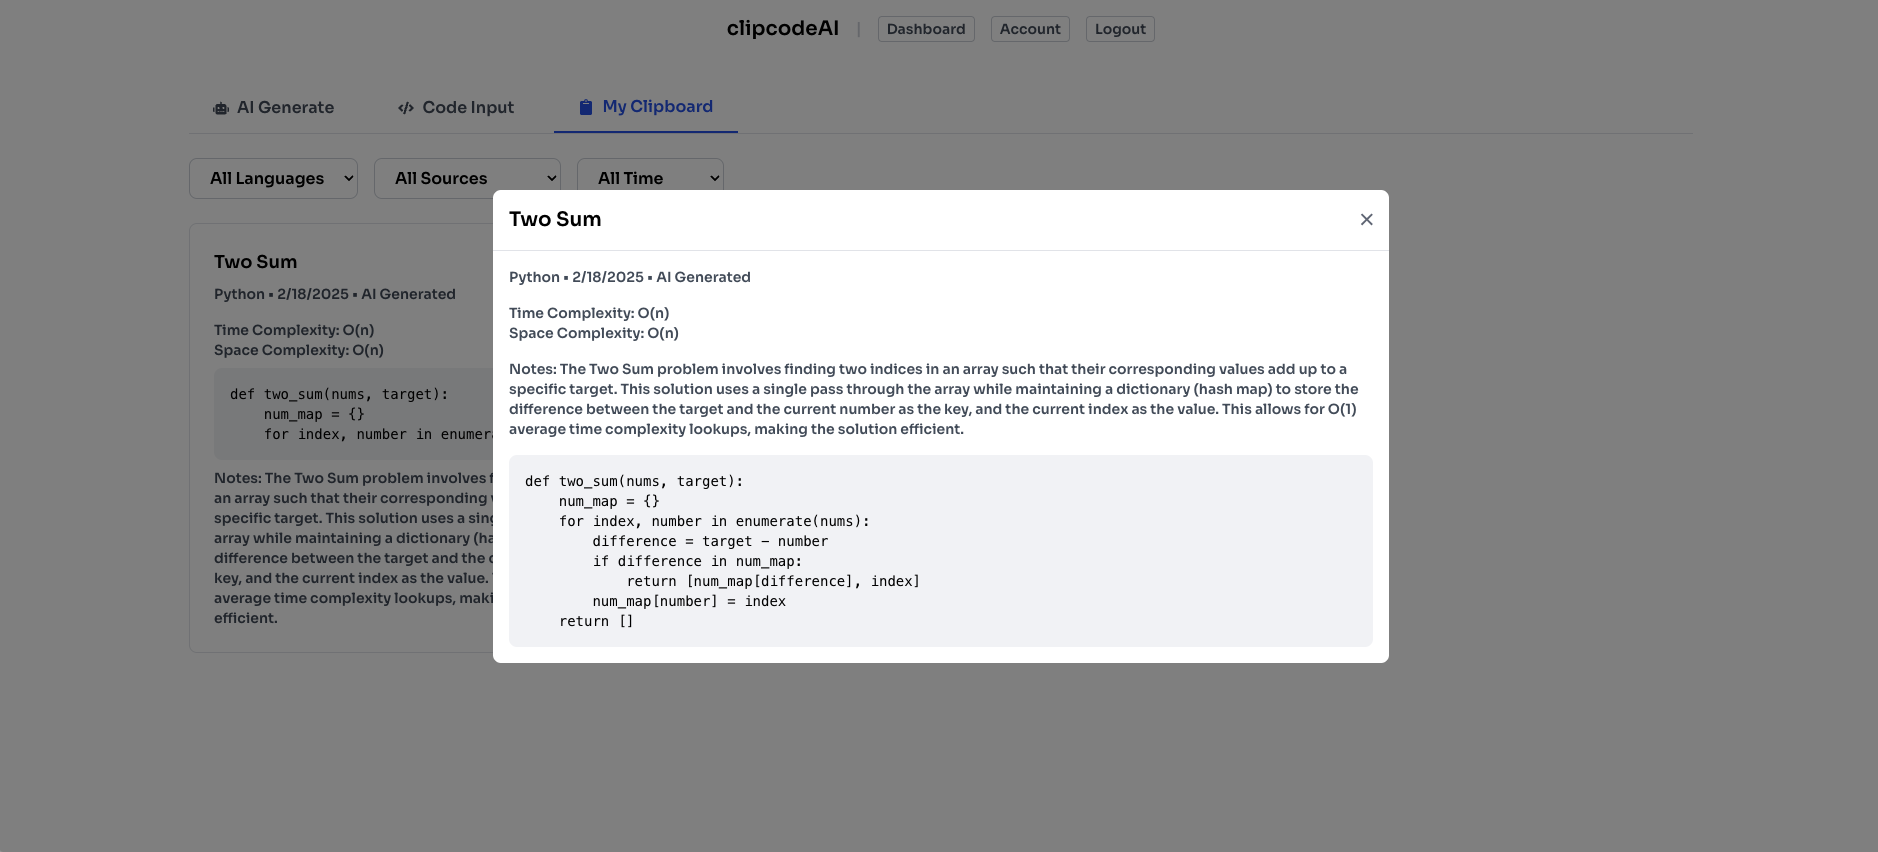 clipcodeAI | Dashboard Account Logout
AI Generate Code Input My Clipboard
All Languages All Sources All Time
Two Sum
Python • 2/18/2025 • AI Generated
Time Complexity: O(n)
Space Complexity: O(n)
def two_sum(nums, target):
    num_map = {}
    for index, number in
Notes: The Two Sum problem involves
an array such that their corresponding
specific target. This solution uses a
array while maintaining a dictionary
difference between the target and the
key, and the current index as the value.
average time complexity lookups,
efficient.
Two Sum
Python • 2/18/2025 • AI Generated
Time Complexity: O(n)
Space Complexity: O(n)
Notes: The Two Sum problem involves finding two indices in an array such that their corresponding values add up to a
specific target. This solution uses a single pass through the array while maintaining a dictionary (hash map) to store the
difference between the target and the current number as the key, and the current index as the value. This allows for O(1)
average time complexity lookups, making the solution efficient.
def two_sum(nums, target):
    num_map = {}
    for index, number in enumerate(nums):
        difference = target - number
        if difference in num_map:
            return [num_map[difference], index]
        num_map[number] = index
    return []